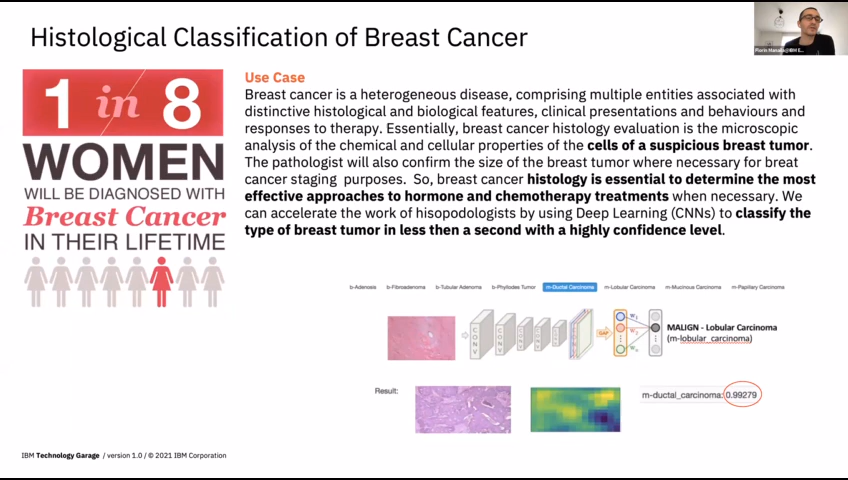 Histological Classification of Breast Cancer
1 in 8
WOMEN
WILL BE DIAGNOSED WITH
Breast Cancer
IN THEIR LIFETIME
Use Case
Breast cancer is a heterogeneous disease, comprising multiple entities associated with
distinctive histological and biological features, clinical presentations and behaviours and
responses to therapy. Essentially, breast cancer histology evaluation is the microscopic
analysis of the chemical and cellular properties of the cells of a suspicious breast tumor.
The pathologist will also confirm the size of the breast tumor where necessary for breat
cancer staging purposes. So, breast cancer histology is essential to determine the most
effective approaches to hormone and chemotherapy treatments when necessary. We
can accelerate the work of hisopodologists by using Deep Learning (CNNs) to classify the
type of breast tumor in less then a second with a highly confidence level.
b-Adenosis b-Fibroadenoma b-Tubular Adenoma b-Phyllodes Tumor m-Ductal Carcinoma m-Lobular Carcinoma m-Mucinous Carcinoma m-Papillary Carcinoma
CONV CONV CONV CONV CONV GAP W1 W2
MALIGN - Lobular Carcinoma
(m-lobular_carcinoma)
Result:
m-ductal_carcinoma: 0.99279
IBM Technology Garage / version 1.0 / © 2021 IBM Corporation